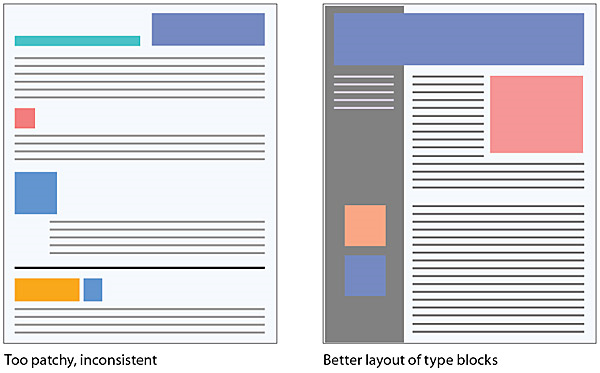 Too patchy, inconsistent
Better layout of type blocks